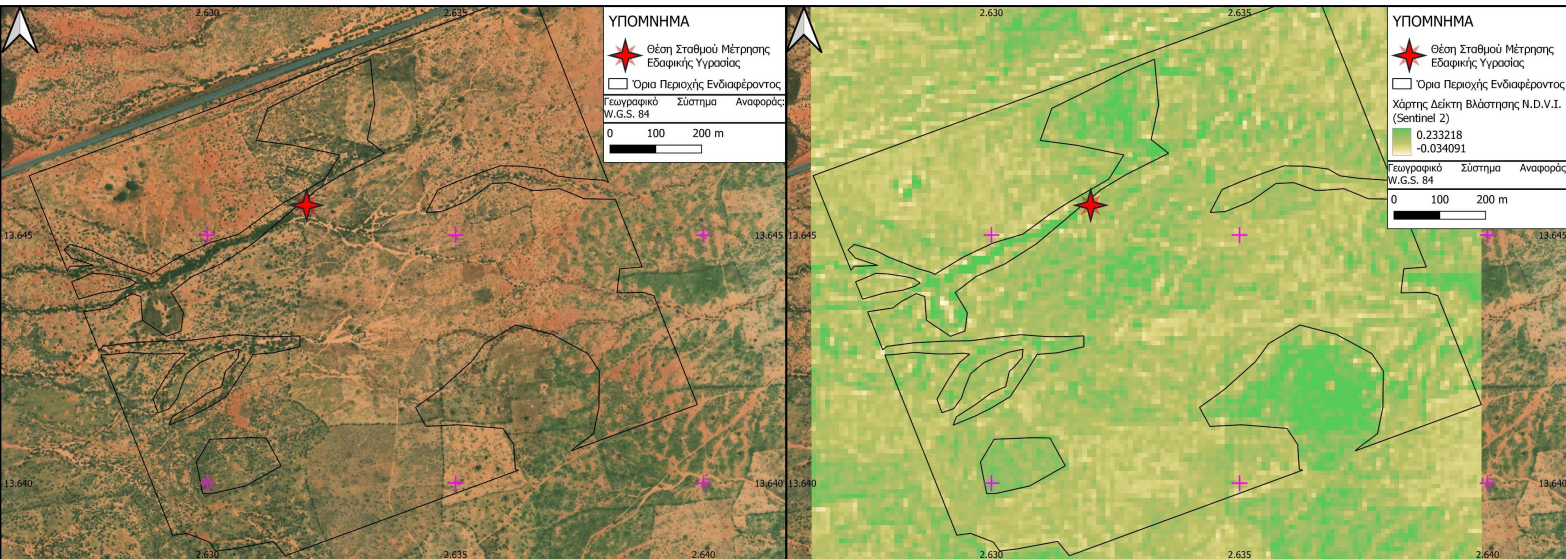 2.630
2.635
ΥΠΟΜΝΗΜΑ
Θέση Σταθμού Μέτρησης
Εδαφικής Υγρασίας
Όρια Περιοχής Ενδιαφέροντος
Γεωγραφικό Σύστημα Αναφοράς:
W.G.S. 84
0 100 200 m
13.645
13.645
13.640
13.640
2.630
2.635
2.640
2.630
2.635
ΥΠΟΜΝΗΜΑ
Θέση Σταθμού Μέτρησης
Εδαφικής Υγρασίας
Όρια Περιοχής Ενδιαφέροντος
Χάρτης Δείκτη Βλάστησης N.D.V.I.
(Sentinel 2)
0.233218
-0.034091
Γεωγραφικό Σύστημα Αναφοράς:
W.G.S. 84
0 100 200 m
13.645
13.645
13.640
13.640
2.630
2.635
2.640